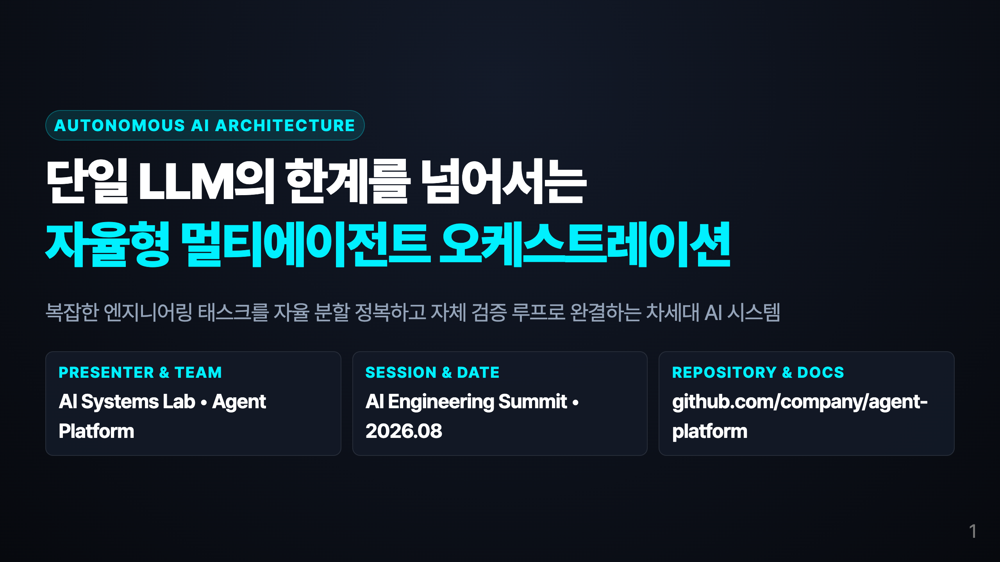 AUTONOMOUS AI ARCHITECTURE
단일 LLM의 한계를 넘어서는
자율형 멀티에이전트 오케스트레이션
복잡한 엔지니어링 태스크를 자율 분할 정복하고 자체 검증 루프로 완결하는 차세대 AI 시스템
PRESENTER & TEAM
AI Systems Lab • Agent
Platform
SESSION & DATE
AI Engineering Summit •
2026.08
REPOSITORY & DOCS
github.com/company/agent-
platform
1